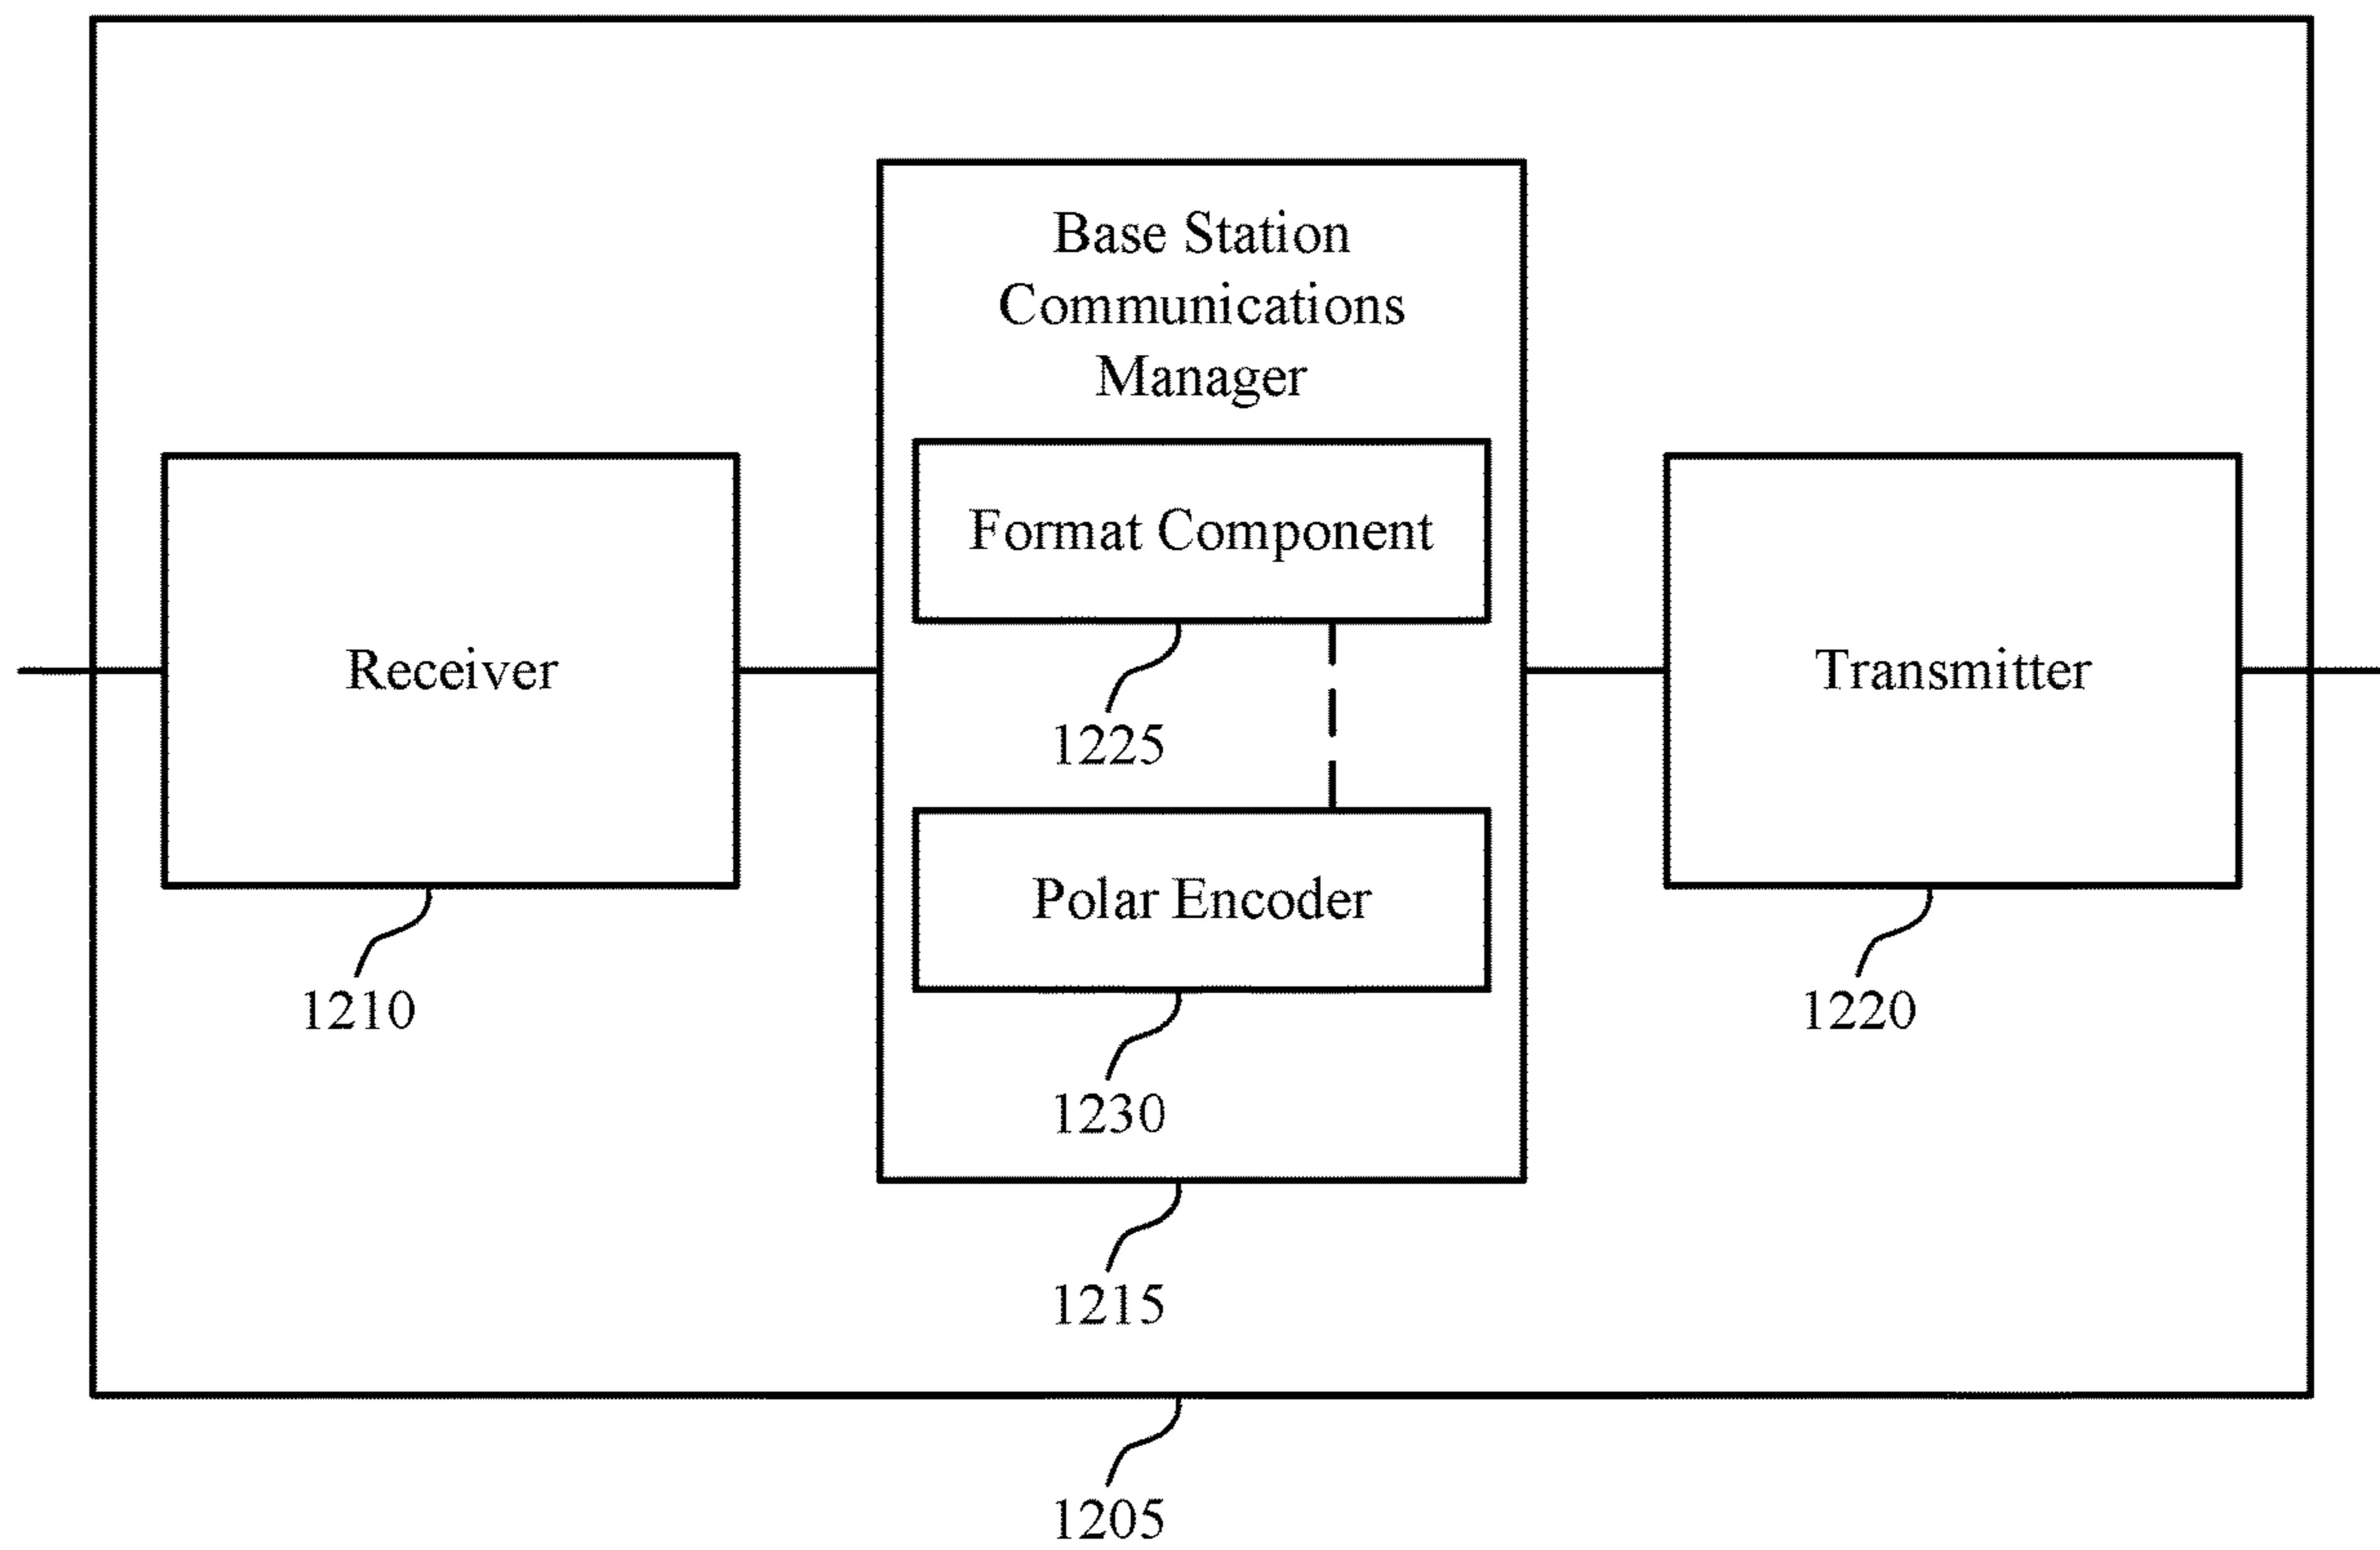 Base Station
Communications
Manager
Format Component
Receiver
Transmitter
1225
Polar Encoder
1210
1220
1230
1215
1205